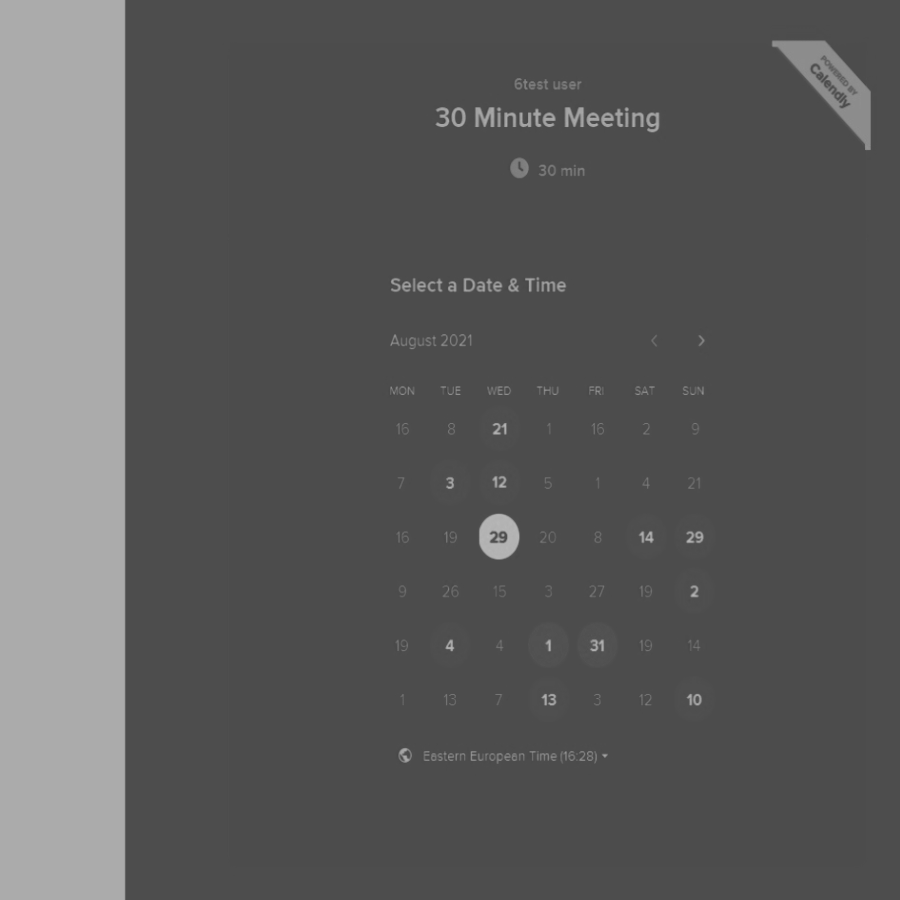 POWERED BY
Calendly
6test user
30 Minute Meeting
30 min
Select a Date & Time
August 2021
MON TUE WED THU FRI SAT SUN
16 8 21 1 16 2 9
7 3 12 5 1 4 21
16 19 29 20 8 14 29
9 26 15 3 27 19 2
19 4 4 1 31 19 14
1 13 7 13 3 12 10
Eastern European Time (16:28)